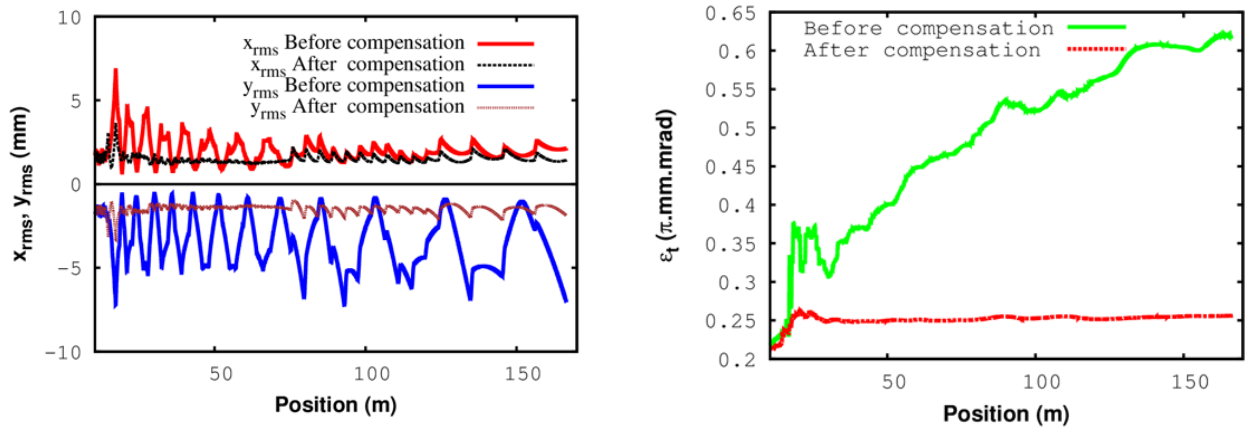 10
5
0
−5
−10
x_rms, y_rms (mm)
x_rms Before compensation
x_rms After compensation
y_rms Before compensation
y_rms After compensation
50
100
150
Position (m)
0.65
0.6
0.55
0.5
0.45
0.4
0.35
0.3
0.25
0.2
ε_t (π.mm.mrad)
Before compensation
After compensation
50
100
150
Position (m)